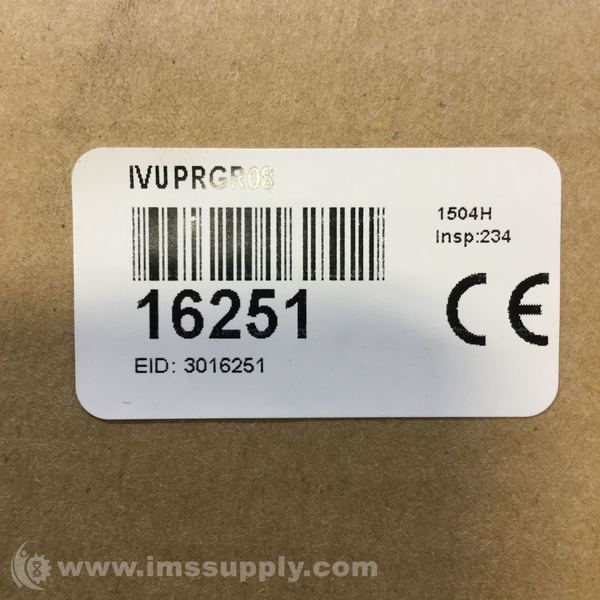 IVUPRGR08
1504H
Insp:234
16251
CE
EID: 3016251
www.imssupply.com